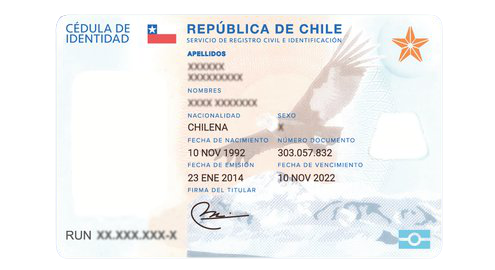 CÉDULA DE
IDENTIDAD
REPÚBLICA DE CHILE
SERVICIO DE REGISTRO CIVIL E IDENTIFICACIÓN
APELLIDOS
XXXXXX
XXXXXXXXX
NOMBRES
XXXX XXXXXXX
NACIONALIDAD SEXO
CHILENA X
FECHA DE NACIMIENTO NÚMERO DOCUMENTO
10 NOV 1992 303.057.832
FECHA DE EMISIÓN FECHA DE VENCIMIENTO
23 ENE 2014 10 NOV 2022
FIRMA DEL TITULAR
RUN XX.XXX.XXX-X